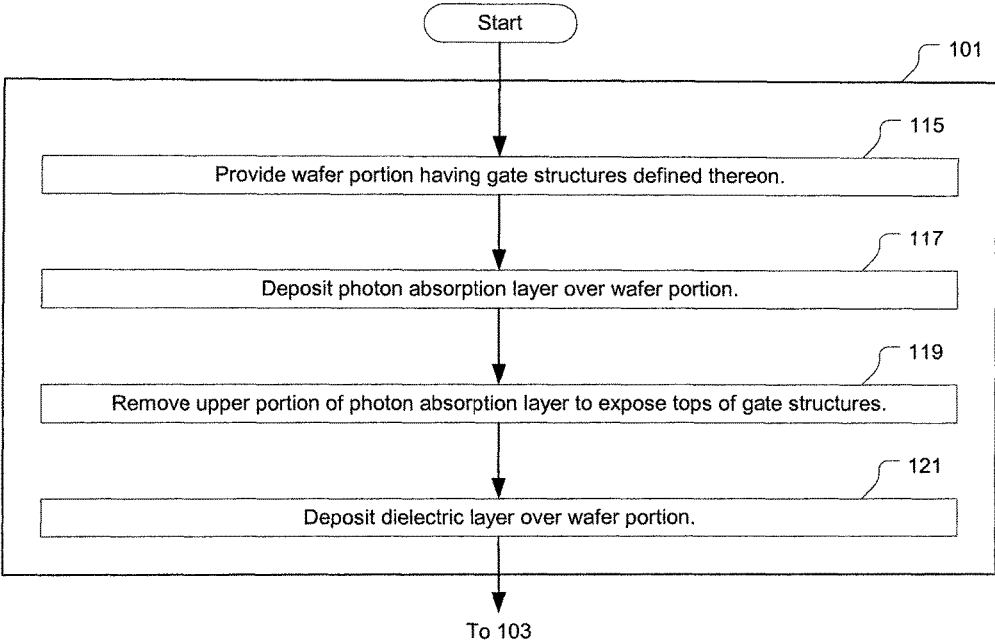 Start
101
115
Provide wafer portion having gate structures defined thereon.
117
Deposit photon absorption layer over wafer portion.
119
Remove upper portion of photon absorption layer to expose tops of gate structures.
121
Deposit dielectric layer over wafer portion.
To 103